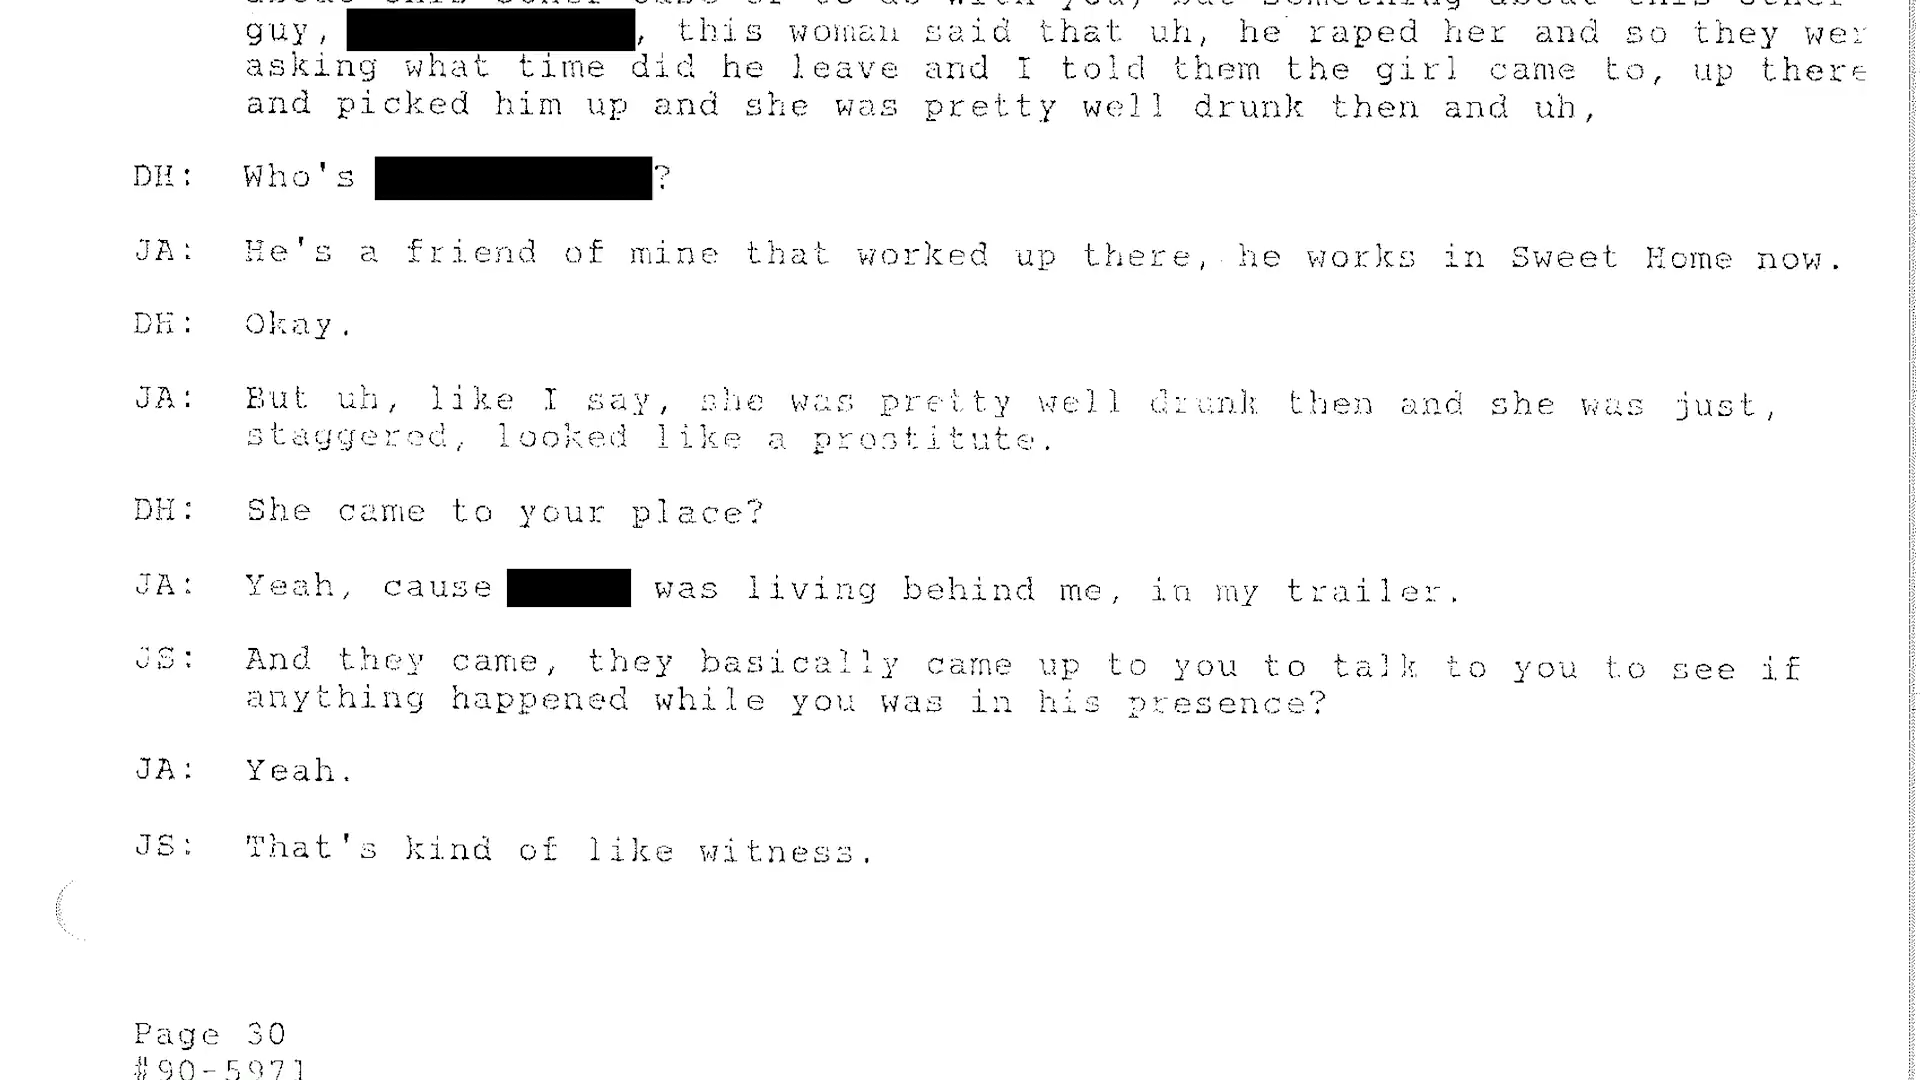 guy, , this woman said that uh, he raped her and so they wer
asking what time did he leave and I told them the girl came to, up there
and picked him up and she was pretty well drunk then and uh,
DH: Who's ?
JA: He's a friend of mine that worked up there, he works in Sweet Home now.
DH: Okay.
JA: But uh, like I say, she was pretty well drunk then and she was just,
staggered, looked like a prostitute.
DH: She came to your place?
JA: Yeah, cause was living behind me, in my trailer.
JS: And they came, they basically came up to you to talk to you to see if
anything happened while you was in his presence?
JA: Yeah.
JS: That's kind of like witness.
Page 30
#90-5971